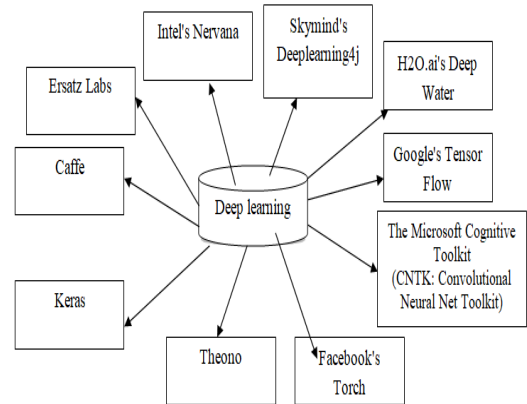 Intel's Nervana
Skymind's
Deeplearning4j
H2O.ai's Deep
Water
Ersatz Labs
Google's Tensor
Flow
Caffe
Deep learning
The Microsoft Cognitive
Toolkit
(CNTK: Convolutional
Neural Net Toolkit)
Keras
Theono
Facebook's
Torch